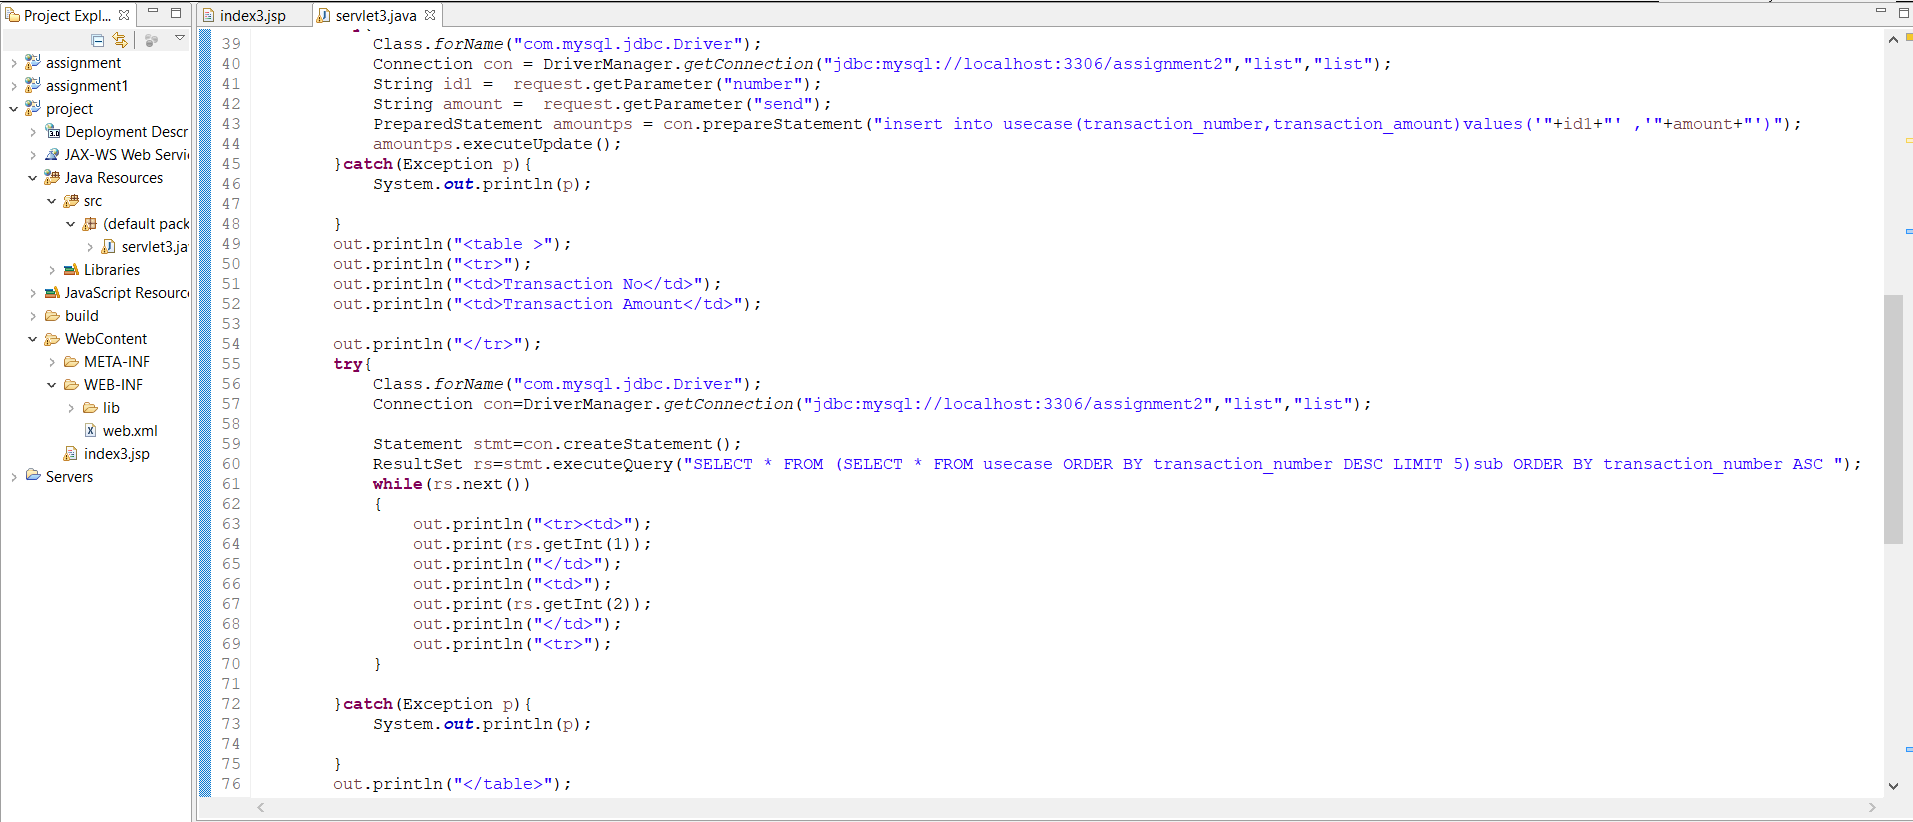 Project Expl...
assignment
assignment1
project
Deployment Descr
JAX-WS Web Servi
Java Resources
src
(default pack
servlet3.ja
Libraries
JavaScript Resourc
build
WebContent
META-INF
WEB-INF
lib
web.xml
index3.jsp
Servers
index3.jsp
servlet3.java
39 Class.forName("com.mysql.jdbc.Driver");
40 Connection con = DriverManager.getConnection("jdbc:mysql://localhost:3306/assignment2","list","list");
41 String id1 =  request.getParameter("number");
42 String amount =  request.getParameter("send");
43 PreparedStatement amountps = con.prepareStatement("insert into usecase(transaction_number,transaction_amount)values('"+id1+"' ,'"+amount+"')");
44 amountps.executeUpdate();
45 }catch(Exception p){
46 System.out.println(p);
47
48 }
49 out.println("<table >");
50 out.println("<tr>");
51 out.println("<td>Transaction No</td>");
52 out.println("<td>Transaction Amount</td>");
53
54 out.println("</tr>");
55 try{
56 Class.forName("com.mysql.jdbc.Driver");
57 Connection con=DriverManager.getConnection("jdbc:mysql://localhost:3306/assignment2","list","list");
58
59 Statement stmt=con.createStatement();
60 ResultSet rs=stmt.executeQuery("SELECT * FROM (SELECT * FROM usecase ORDER BY transaction_number DESC LIMIT 5)sub ORDER BY transaction_number ASC ");
61 while(rs.next())
62 {
63 out.println("<tr><td>");
64 out.print(rs.getInt(1));
65 out.println("</td>");
66 out.println("<td>");
67 out.print(rs.getInt(2));
68 out.println("</td>");
69 out.println("<tr>");
70 }
71
72 }catch(Exception p){
73 System.out.println(p);
74
75 }
76 out.println("</table>");